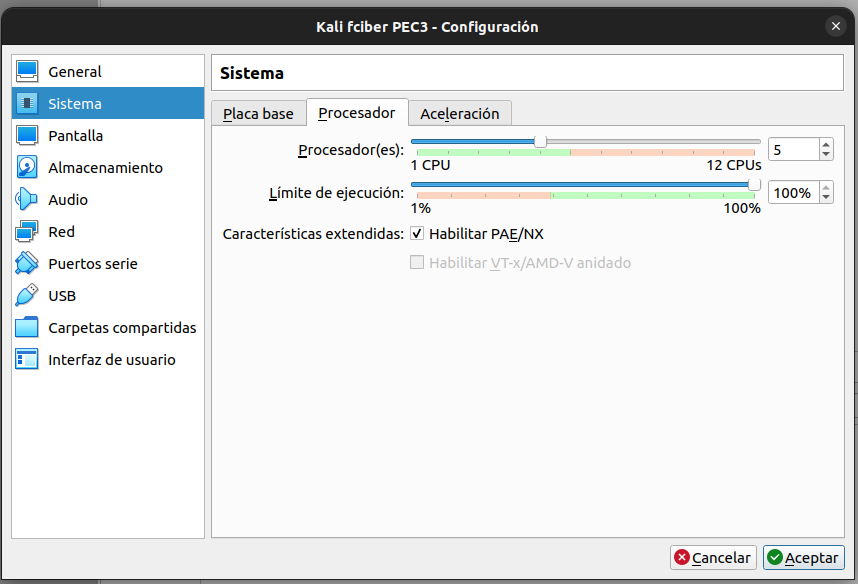 Kali fciber PEC3 - Configuración
General
Sistema
Pantalla
Almacenamiento
Audio
Red
Puertos serie
USB
Carpetas compartidas
Interfaz de usuario
Sistema
Placa base
Procesador
Aceleración
Procesador(es):
5
1 CPU
12 CPUs
Límite de ejecución:
100%
1%
100%
Características extendidas:
Habilitar PAE/NX
Habilitar VT-x/AMD-V anidado
Cancelar
Aceptar